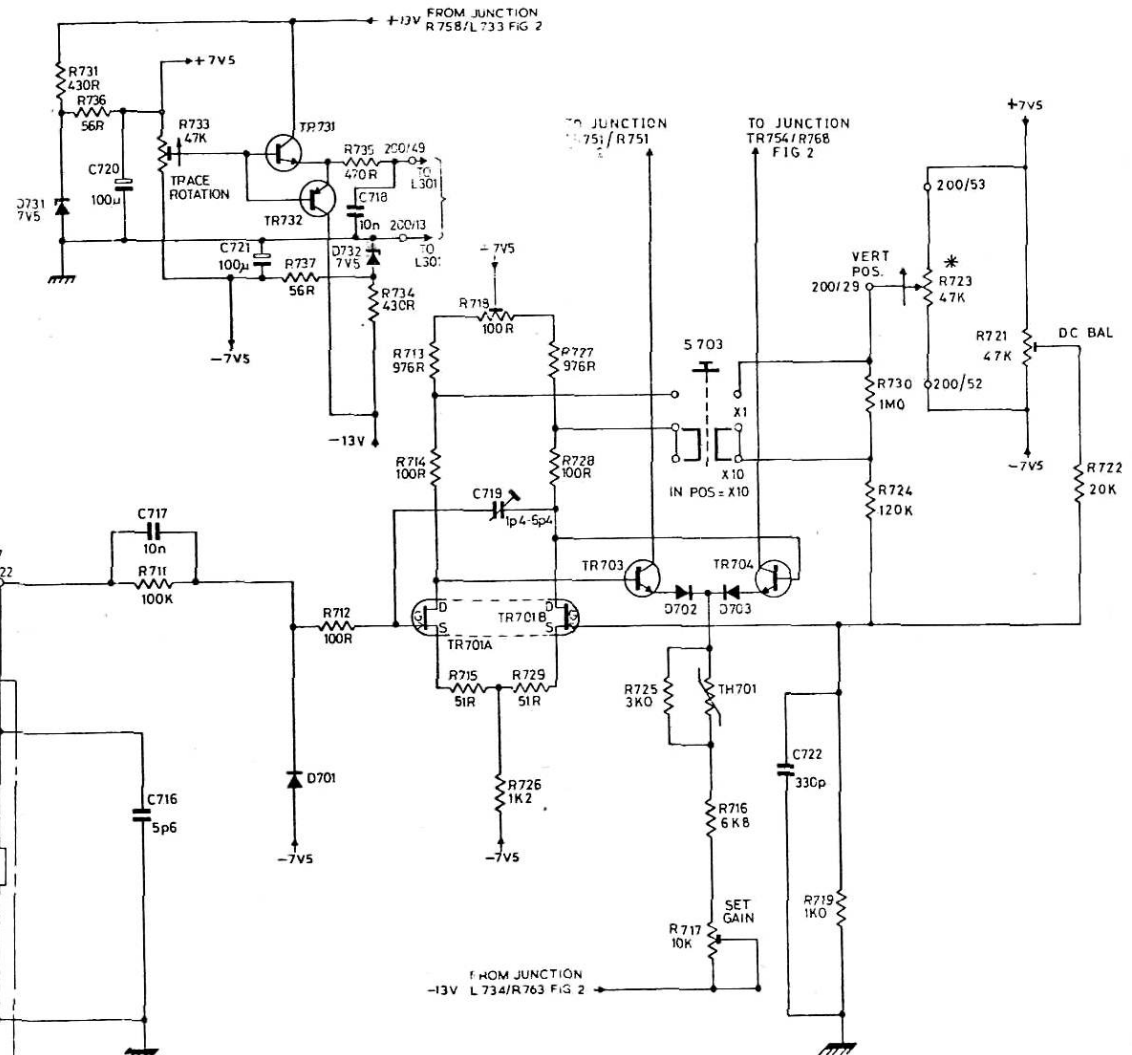 +13V FROM JUNCTION
R758/L733 FIG 2
+7V5
R731
430R
R736
56R
R733
47K
TRACE
ROTATION
C720
100µ
D731
7V5
TR731
TR732
R735
470R
200/49
TO
L301
C718
10n
200/13
TO
C721
100µ
R737
56R
D732
7V5
R734
430R
-7V5
-13V
+7V5
100R
R713
976R
R727
976R
R714
100R
R728
100R
C719
1p4-5p4
TO JUNCTION
751/R751
TO JUNCTION
TR754/R768
FIG 2
S703
X1
X10
IN POS = X10
+7V5
200/53
VERT
POS.
200/29
*
R723
47K
R721
47K
DC BAL
200/52
-7V5
R730
1M0
R724
120K
R722
20K
C717
10n
R711
100K
22
R712
100R
TR703
TR704
D702
D703
D
S
TR701A
D
S
TR701B
R715
51R
R729
51R
R725
3K0
TH701
D701
-7V5
R726
1K2
-7V5
C716
5p6
C722
330p
R716
6K8
R719
1K0
SET
GAIN
R717
10K
FROM JUNCTION
-13V L734/R763 FIG 2